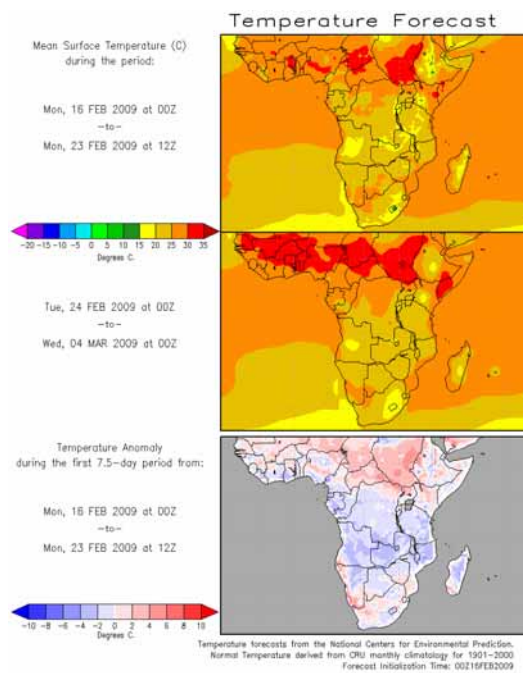 Temperature Forecast
Mean Surface Temperature (C)
during the period:
Mon, 16 FEB 2009 at 00Z
-to-
Mon, 23 FEB 2009 at 12Z
-20 -15 -10 -5 0 5 10 15 20 25 30 35
Degrees C.
Tue, 24 FEB 2009 at 00Z
-to-
Wed, 04 MAR 2009 at 00Z
Temperature Anomaly
during the first 7.5-day period from:
Mon, 16 FEB 2009 at 00Z
-to-
Mon, 23 FEB 2009 at 12Z
-10 -8 -6 -4 -2 0 2 4 6 8 10
Degrees C.
Temperature forecasts from the National Centers for Environmental Prediction.
Normal Temperature derived from CRU monthly climatology for 1901-2000
Forecast Initialization Time: 00Z16FEB2009